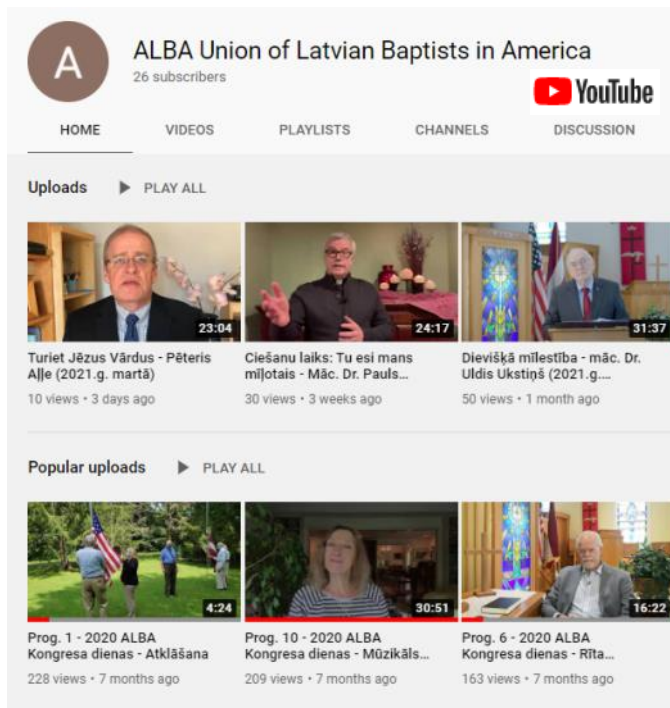 A
ALBA Union of Latvian Baptists in America
26 subscribers
YouTube
HOME VIDEOS PLAYLISTS CHANNELS DISCUSSION
Uploads PLAY ALL
23:04
24:17
31:37
Turiet Jēzus Vārdus - Pēteris
Aļļe (2021.g. martā)
10 views • 3 days ago
Ciešanu laiks: Tu esi mans
mīļotais - Māc. Dr. Pauls...
30 views • 3 weeks ago
Dievišķā mīlestība - māc. Dr.
Uldis Ukstiņš (2021.g....
50 views • 1 month ago
Popular uploads PLAY ALL
4:24
30:51
16:22
Prog. 1 - 2020 ALBA
Kongresa dienas - Atklāšana
228 views • 7 months ago
Prog. 10 - 2020 ALBA
Kongresa dienas - Mūzikāls...
209 views • 7 months ago
Prog. 6 - 2020 ALBA
Kongresa dienas - Rīta...
163 views • 7 months ago